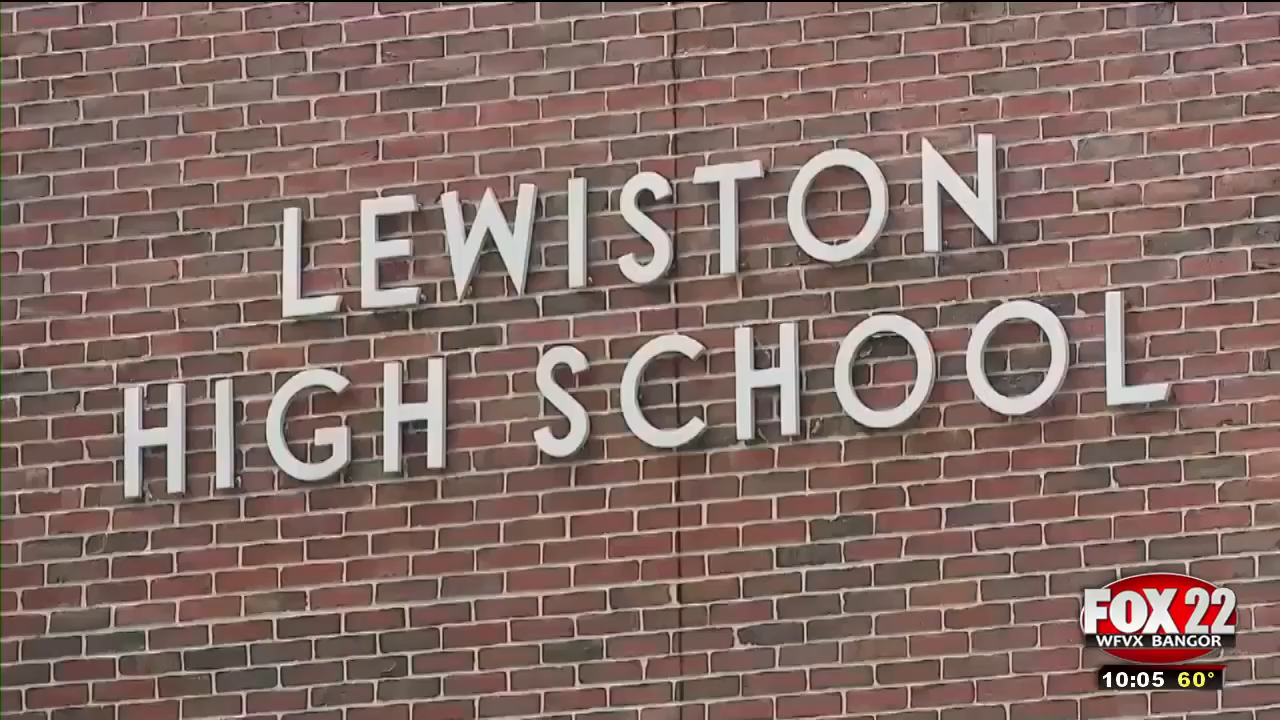 LEWISTON
HIGH SCHOOL
FOX 22
WFVX BANGOR
10:05 60°